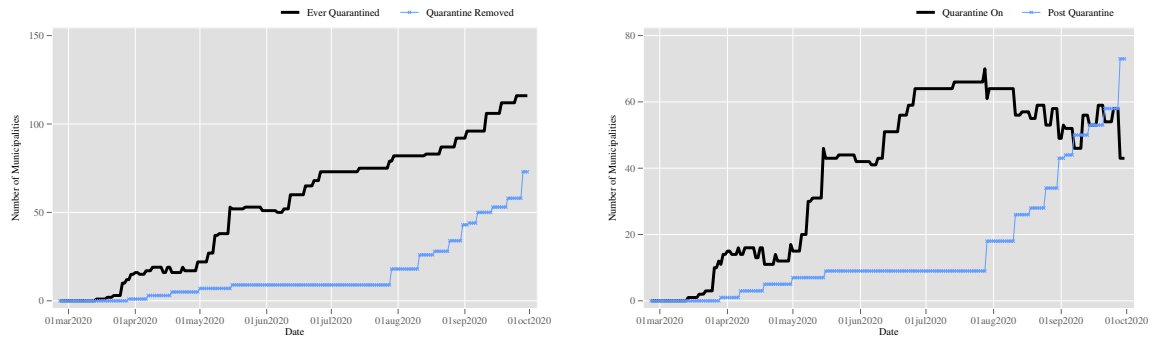 Ever Quarantined Quarantine Removed
150
100
50
0
Number of Municipalities
01mar2020 01apr2020 01may2020 01jun2020 01jul2020 01aug2020 01sep2020 01oct2020
Date
Quarantine On Post Quarantine
80
60
40
20
0
Number of Municipalities
01mar2020 01apr2020 01may2020 01jun2020 01jul2020 01aug2020 01sep2020 01oct2020
Date